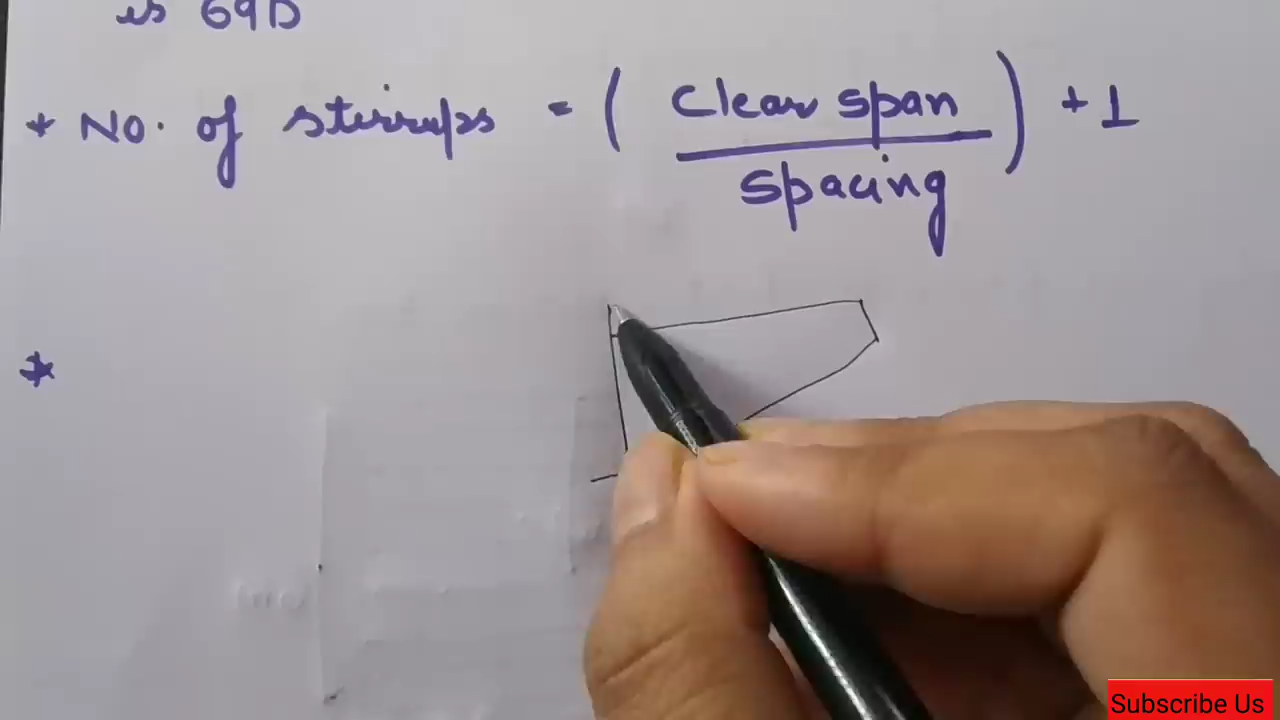 is 69D
* No. of stirrups = ( Clear span / Spacing ) + 1
*
Subscribe Us